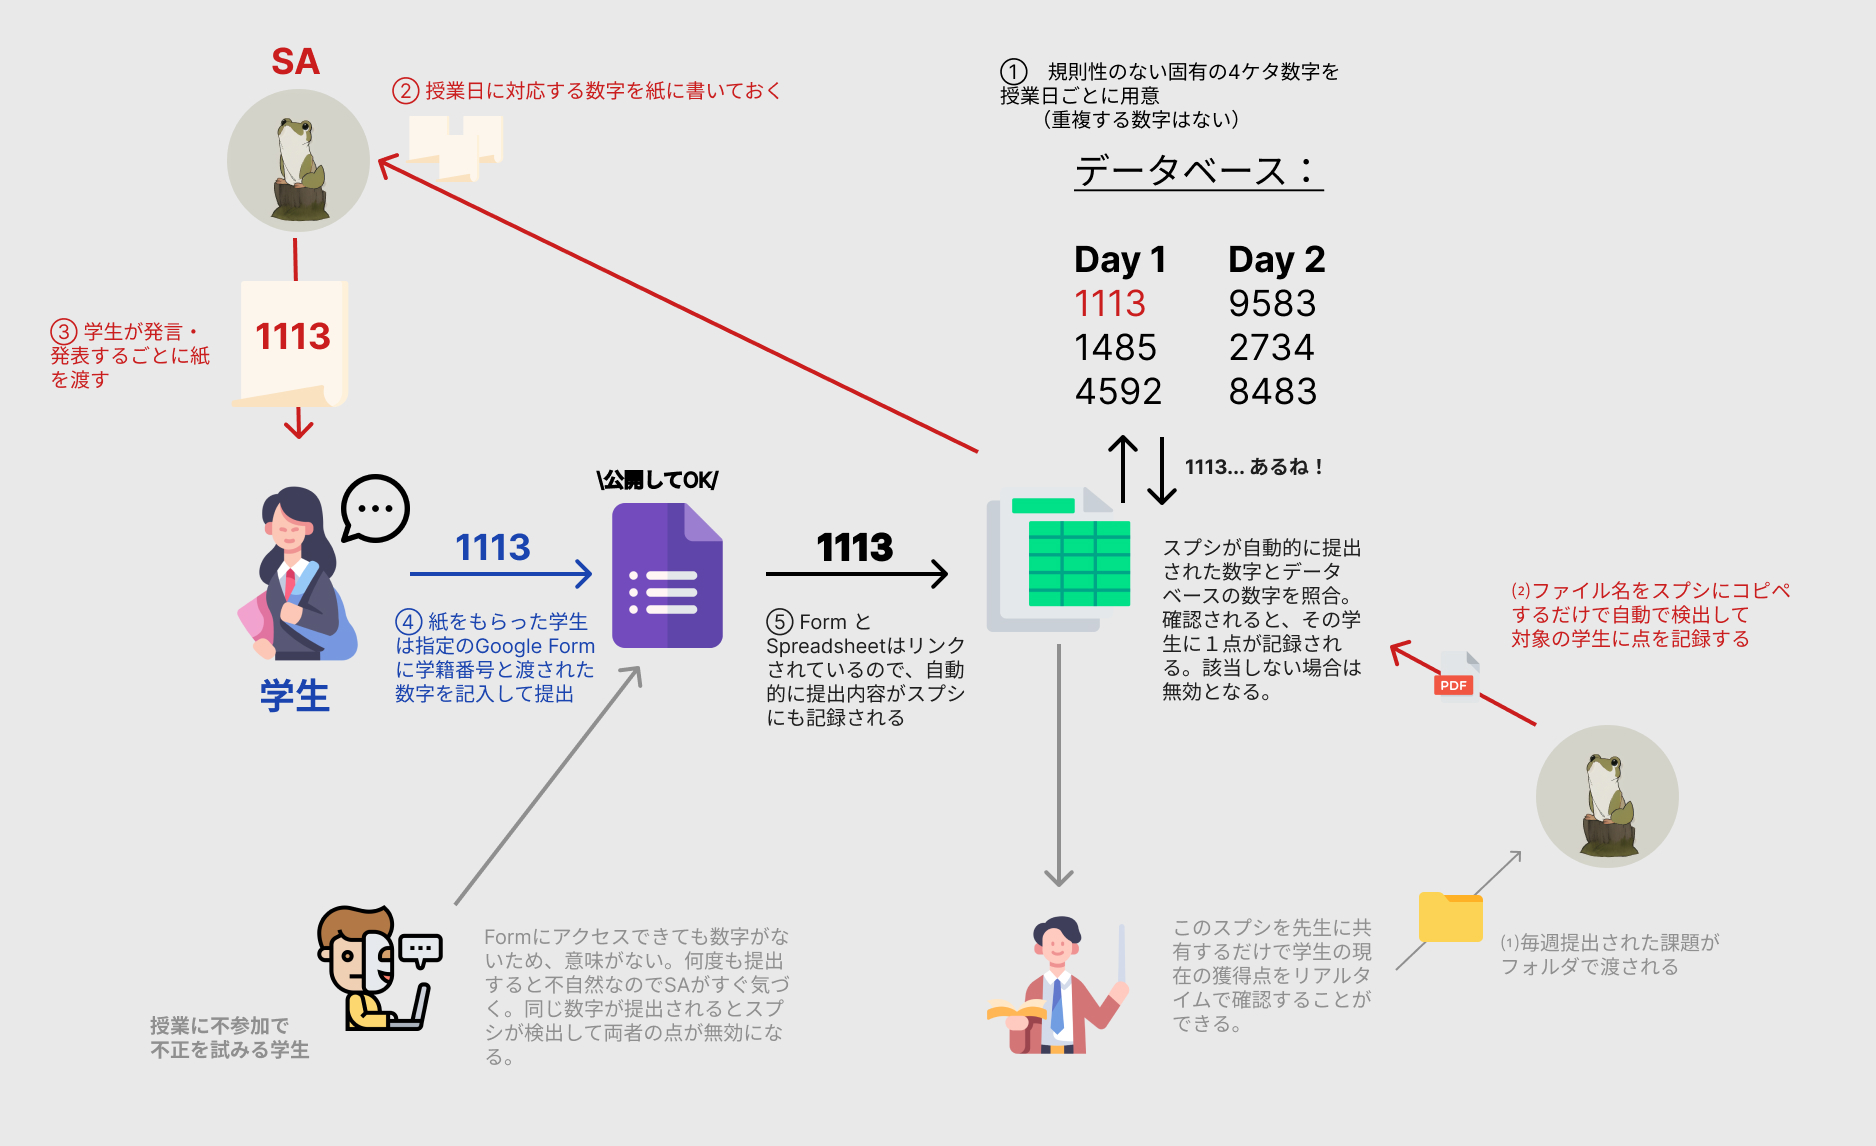 SA
② 授業日に対応する数字を紙に書いておく
① 規則性のない固有の4ケタ数字を
授業日ごとに用意
（重複する数字はない）
データベース：
Day 1 Day 2
1113 9583
1485 2734
4592 8483
1113
③ 学生が発言・
発表するごとに紙
を渡す
1113... あるね！
\公開してOK/
1113
④ 紙をもらった学生
は指定のGoogle Form
に学籍番号と渡された
数字を記入して提出
学生
1113
⑤ Form と
Spreadsheetはリンク
されているので、自動
的に提出内容がスプシ
にも記録される
スプシが自動的に提出
された数字とデータ
ベースの数字を照合。
確認されると、その学
生に１点が記録され
る。該当しない場合は
無効となる。
⑵ファイル名をスプシにコピペ
するだけで自動で検出して
対象の学生に点を記録する
PDF
授業に不参加で
不正を試みる学生
Formにアクセスできても数字がな
いため、意味がない。何度も提出
すると不自然なのでSAがすぐ気づ
く。同じ数字が提出されるとスプ
シが検出して両者の点が無効にな
る。
このスプシを先生に共
有するだけで学生の現
在の獲得点をリアルタ
イムで確認することが
できる。
⑴毎週提出された課題が
フォルダで渡される